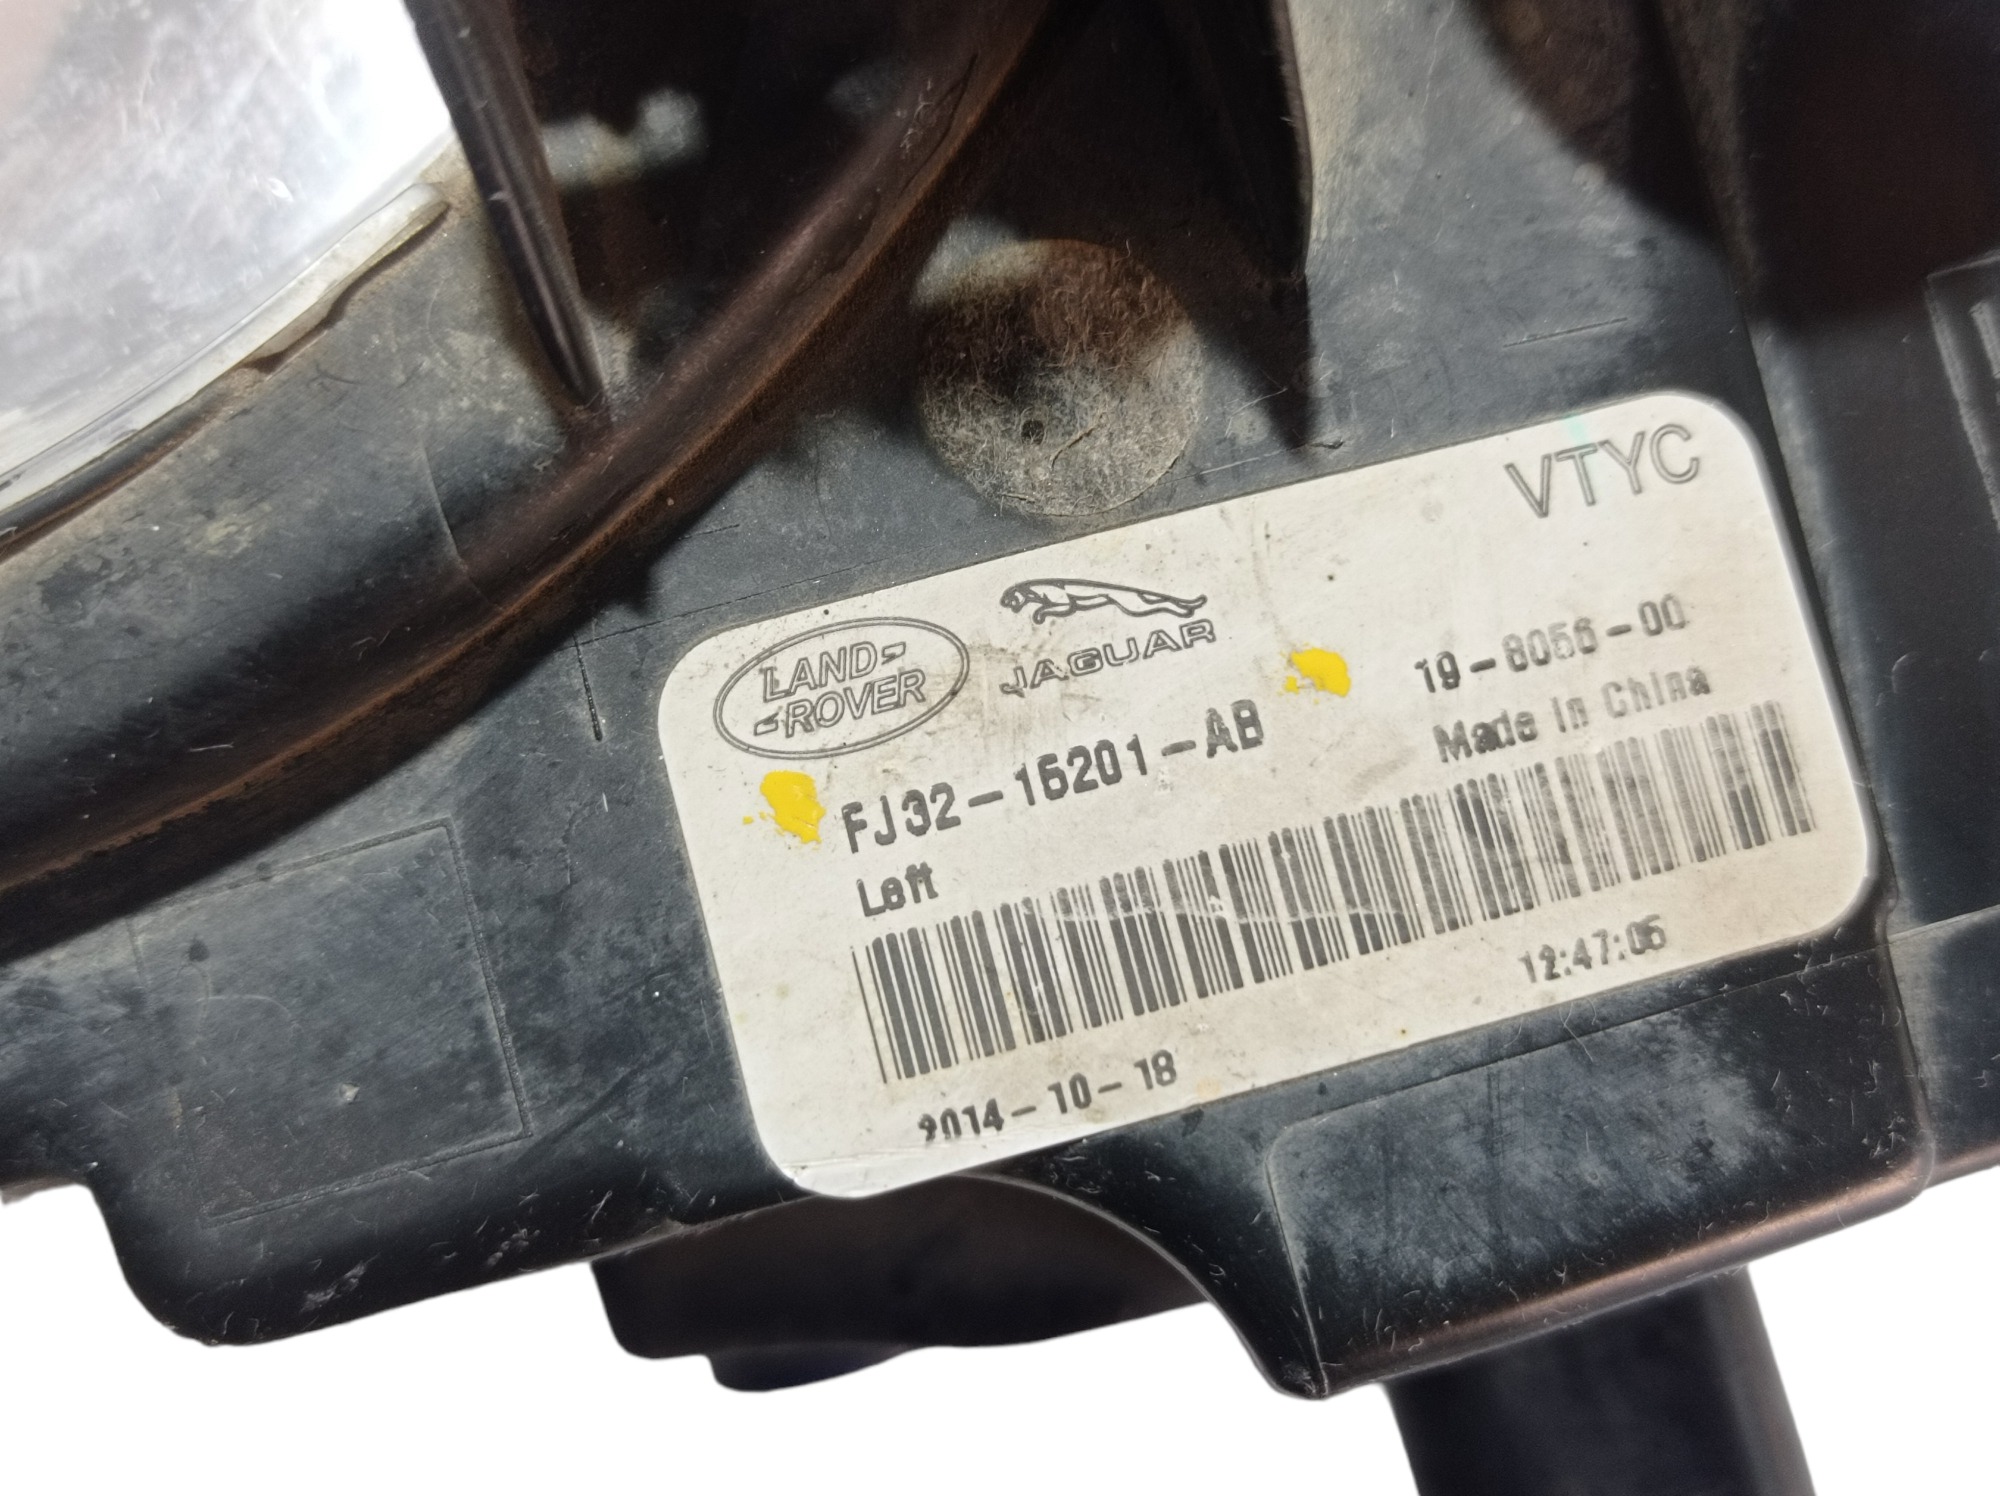 VTYC
LAND-
-ROVER
JAGUAR
19-8056-00
Made in China
FJ32-15201-AB
Left
12:47:05
2014-10-18